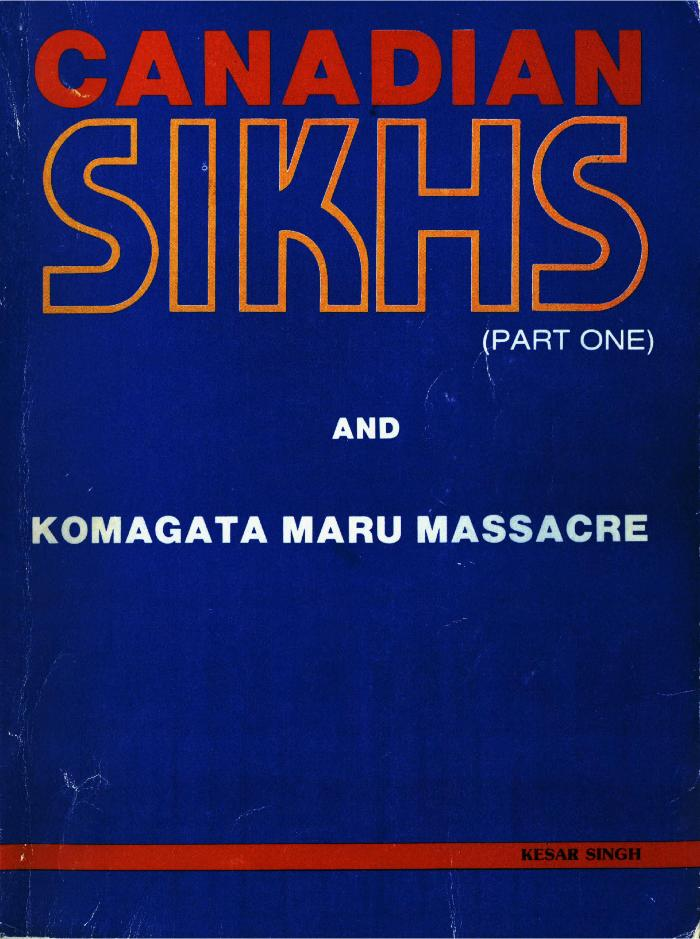 CANADIAN
SIKHS
(PART ONE)
AND
KOMAGATA MARU MASSACRE
KESAR SINGH